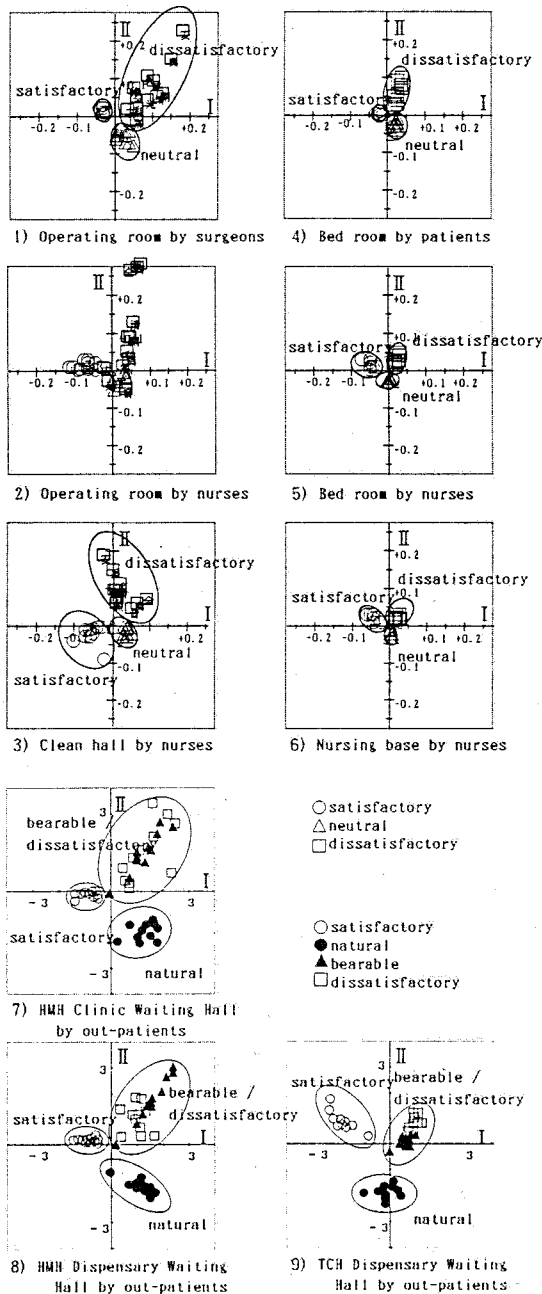 II
+0.2
dissatisfactory
satisfactory
I
-0.2 -0.1 +0.2
neutral
-0.2
1) Operating room by surgeons
II
+0.2
dissatisfactory
satisfactory
I
-0.2 -0.1 +0.1 +0.2
-0.1
neutral
-0.2
4) Bed room by patients
II
+0.2
I
-0.2 -0.1 +0.1 +0.2
-0.1
-0.2
2) Operating room by nurses
II
+0.2
satisfactory
dissatisfactory
I
-0.2 -0.1 +0.1 +0.2
neutral
-0.1
-0.2
5) Bed room by nurses
II
dissatisfactory
I
-0.2 -0.1 +0.2
neutral
-0.1
satisfactory
-0.2
3) Clean hall by nurses
II
+0.2
dissatisfactory
satisfactory
I
-0.2 -0.1 +0.1 +0.2
-0.1
neutral
-0.2
6) Nursing base by nurses
II
3
bearable /
dissatisfactory
I
-3 3
satisfactory
-3
natural
7) HMH Clinic Waiting Hall
by out-patients
satisfactory
neutral
dissatisfactory
satisfactory
natural
bearable
dissatisfactory
II
3
bearable /
dissatisfactory
satisfactory
I
-3 3
natural
-3
8) HMH Dispensary Waiting
Hall by out-patients
II
3
satisfactory
bearable /
dissatisfactory
I
-3 3
-3
natural
9) TCH Dispensary Waiting
Hall by out-patients